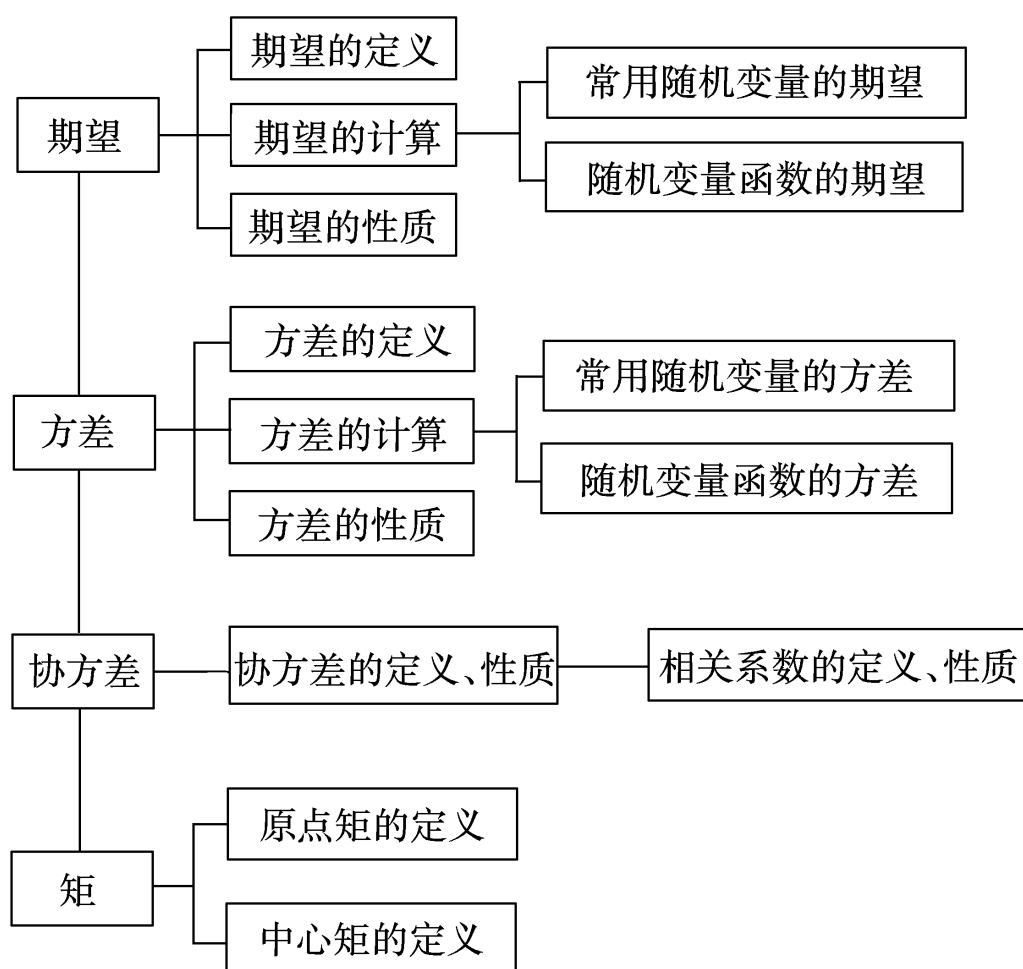 期望
期望的定义
期望的计算
常用随机变量的期望
随机变量函数的期望
期望的性质
方差
方差的定义
方差的计算
常用随机变量的方差
随机变量函数的方差
方差的性质
协方差
协方差的定义、性质
相关系数的定义、性质
矩
原点矩的定义
中心矩的定义